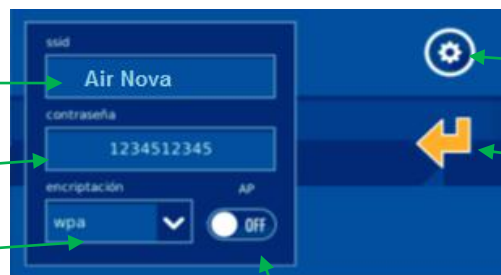 ssid
Air Nova
contraseña
1234512345
encriptación AP
wpa OFF